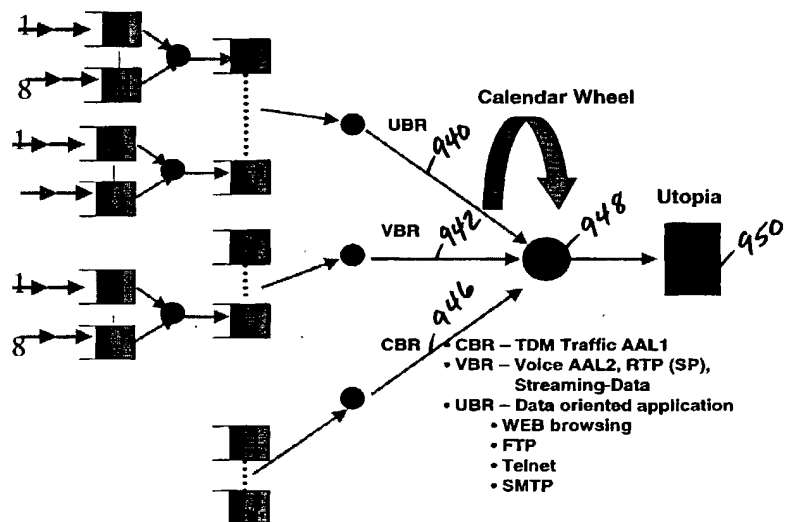 1
8
1
1
8
UBR
940
Calendar Wheel
VBR
942
CBR
946
948
Utopia
950
• CBR – TDM Traffic AAL1
• VBR – Voice AAL2, RTP (SP),
Streaming-Data
• UBR – Data oriented application
• WEB browsing
• FTP
• Telnet
• SMTP